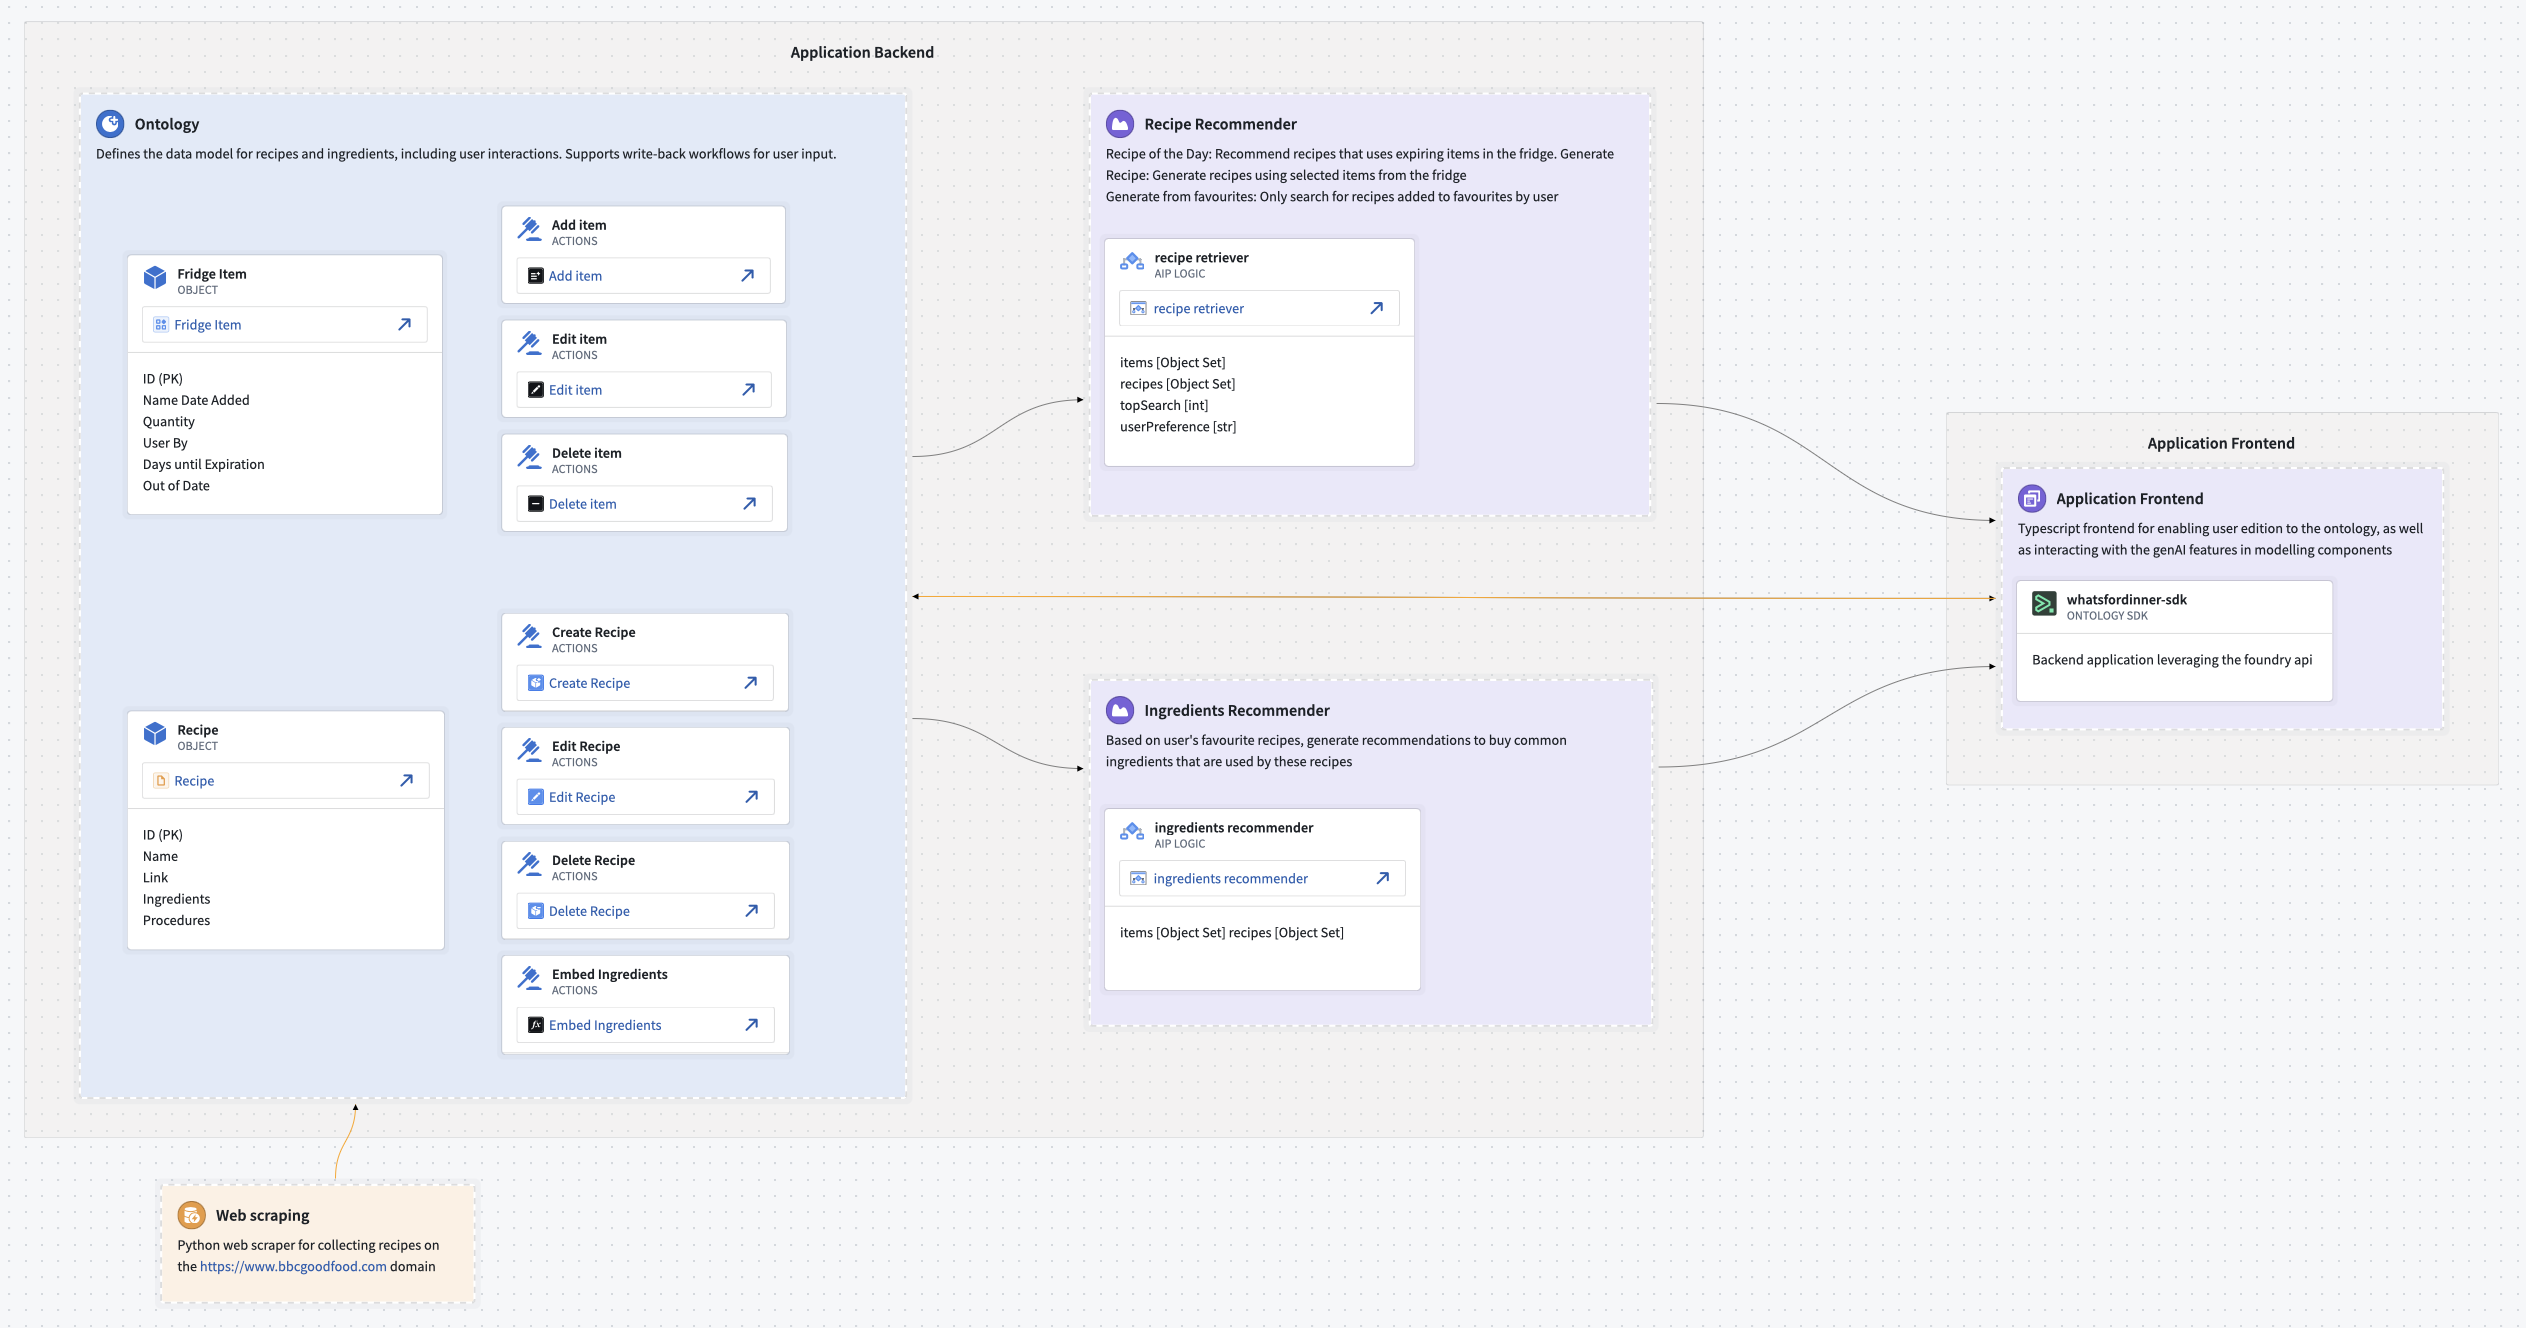 Application Backend
Ontology
Defines the data model for recipes and ingredients, including user interactions. Supports write-back workflows for user input.
Fridge Item
OBJECT
Fridge Item
ID (PK)
Name Date Added
Quantity
User By
Days until Expiration
Out of Date
Add item
ACTIONS
Add item
Edit item
ACTIONS
Edit item
Delete item
ACTIONS
Delete item
Recipe
OBJECT
Recipe
ID (PK)
Name
Link
Ingredients
Procedures
Create Recipe
ACTIONS
Create Recipe
Edit Recipe
ACTIONS
Edit Recipe
Delete Recipe
ACTIONS
Delete Recipe
Embed Ingredients
ACTIONS
fx
Embed Ingredients
Recipe Recommender
Recipe of the Day: Recommend recipes that uses expiring items in the fridge. Generate
Recipe: Generate recipes using selected items from the fridge
Generate from favourites: Only search for recipes added to favourites by user
recipe retriever
AIP LOGIC
recipe retriever
items [Object Set]
recipes [Object Set]
topSearch [int]
userPreference [str]
Ingredients Recommender
Based on user's favourite recipes, generate recommendations to buy common
ingredients that are used by these recipes
ingredients recommender
AIP LOGIC
ingredients recommender
items [Object Set] recipes [Object Set]
Application Frontend
Application Frontend
Typescript frontend for enabling user edition to the ontology, as well
as interacting with the genAI features in modelling components
whatsfordinner-sdk
ONTOLOGY SDK
Backend application leveraging the foundry api
Web scraping
Python web scraper for collecting recipes on
the https://www.bbcgoodfood.com domain